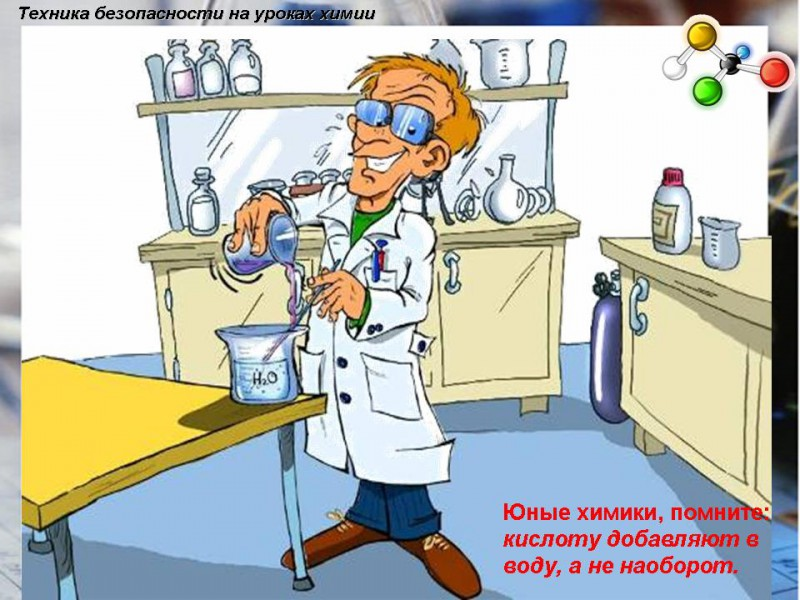 Техника безопасности на уроках химии
H₂O
Юные химики, помните:
кислоту добавляют в
воду, а не наоборот.